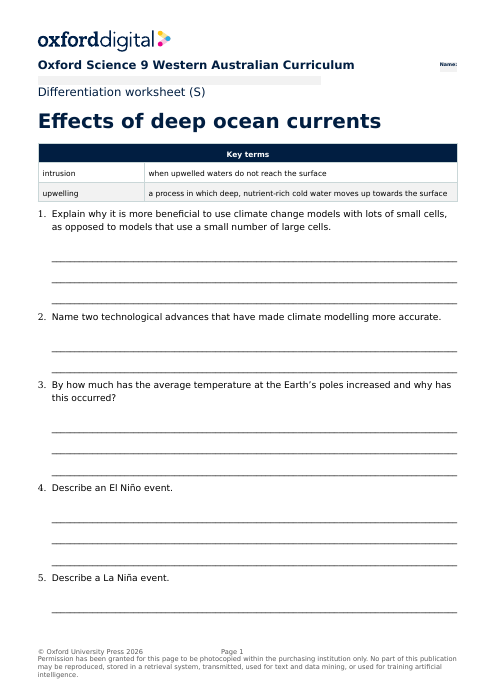 oxforddigital
Oxford Science 9 Western Australian Curriculum
Name:
Differentiation worksheet (S)
Effects of deep ocean currents
Key terms
intrusion when upwelled waters do not reach the surface
upwelling a process in which deep, nutrient-rich cold water moves up towards the surface
1. Explain why it is more beneficial to use climate change models with lots of small cells,
as opposed to models that use a small number of large cells.
2. Name two technological advances that have made climate modelling more accurate.
3. By how much has the average temperature at the Earth’s poles increased and why has
this occurred?
4. Describe an El Niño event.
5. Describe a La Niña event.
© Oxford University Press 2026 Page 1
Permission has been granted for this page to be photocopied within the purchasing institution only. No part of this publication
may be reproduced, stored in a retrieval system, transmitted, used for text and data mining, or used for training artificial
intelligence.